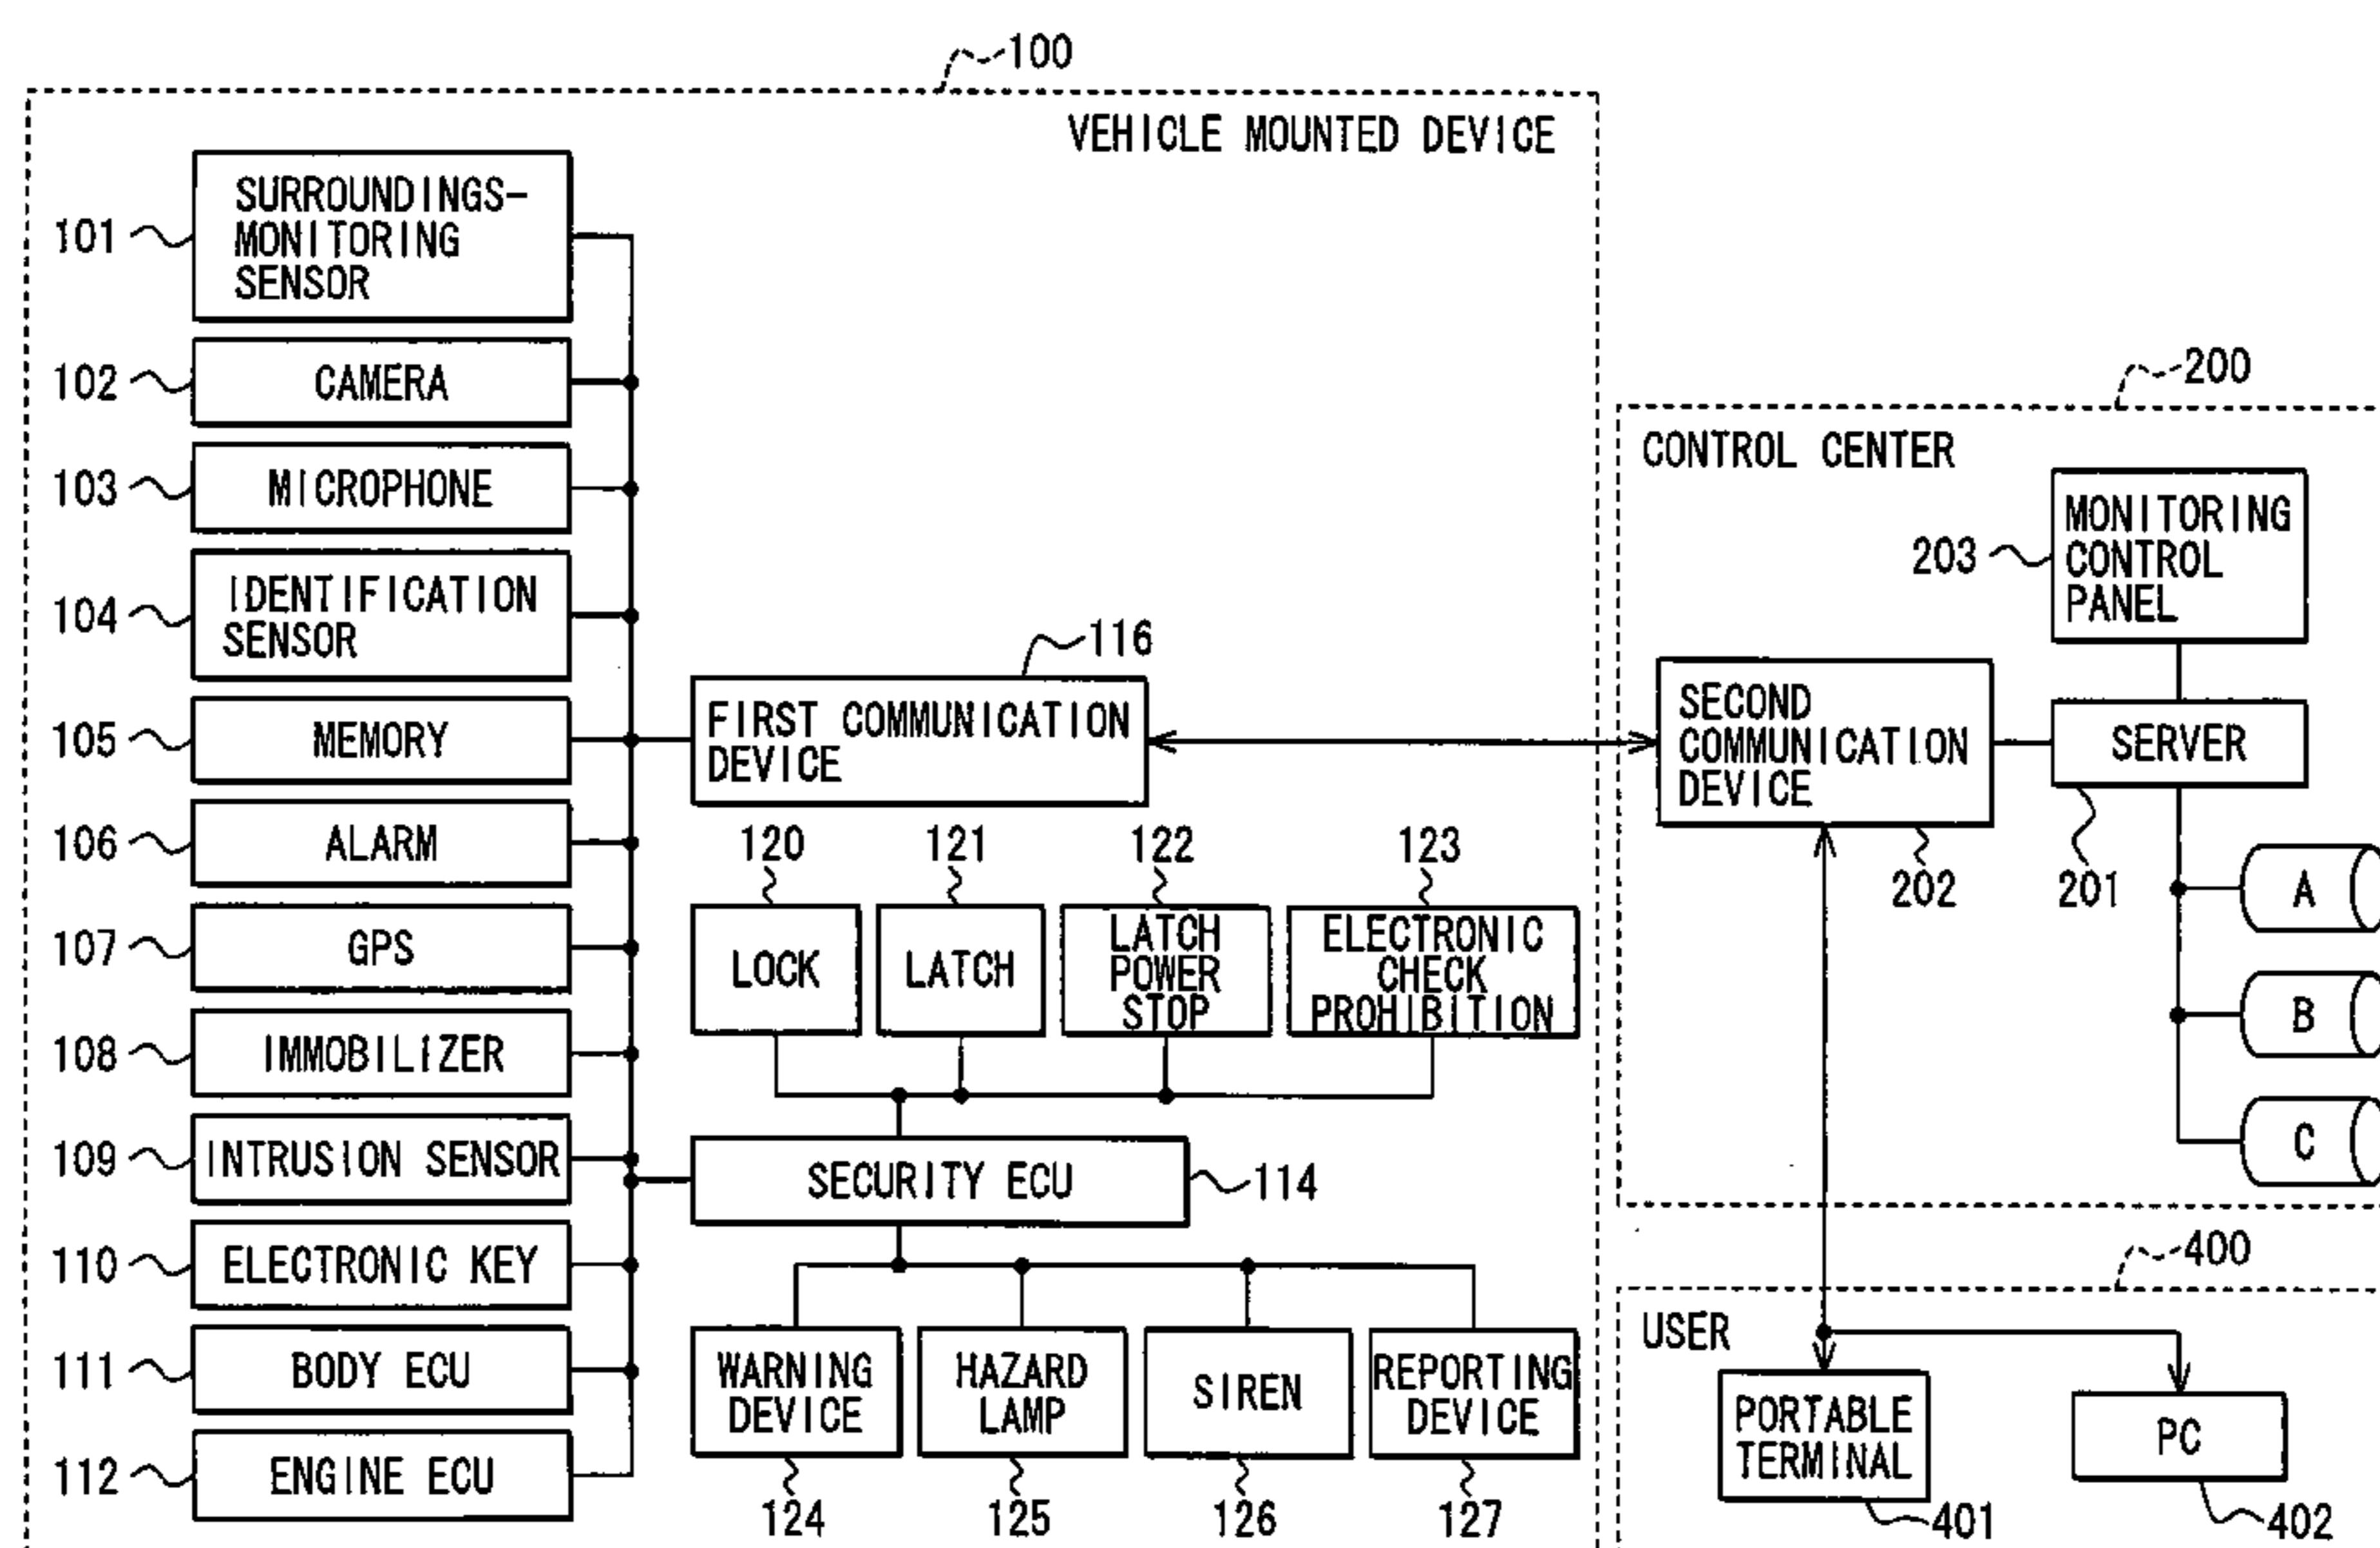 100
VEHICLE MOUNTED DEVICE
101
SURROUNDINGS-
MONITORING
SENSOR
102
CAMERA
103
MICROPHONE
104
IDENTIFICATION
SENSOR
105
MEMORY
106
ALARM
107
GPS
108
IMMOBILIZER
109
INTRUSION SENSOR
110
ELECTRONIC KEY
111
BODY ECU
112
ENGINE ECU
116
FIRST COMMUNICATION
DEVICE
120
LOCK
121
LATCH
122
LATCH
POWER
STOP
123
ELECTRONIC
CHECK
PROHIBITION
SECURITY ECU
114
WARNING
DEVICE
124
HAZARD
LAMP
125
SIREN
126
REPORTING
DEVICE
127
200
CONTROL CENTER
203
MONITORING
CONTROL
PANEL
SECOND
COMMUNICATION
DEVICE
202
SERVER
201
A
B
C
400
USER
PORTABLE
TERMINAL
401
PC
402